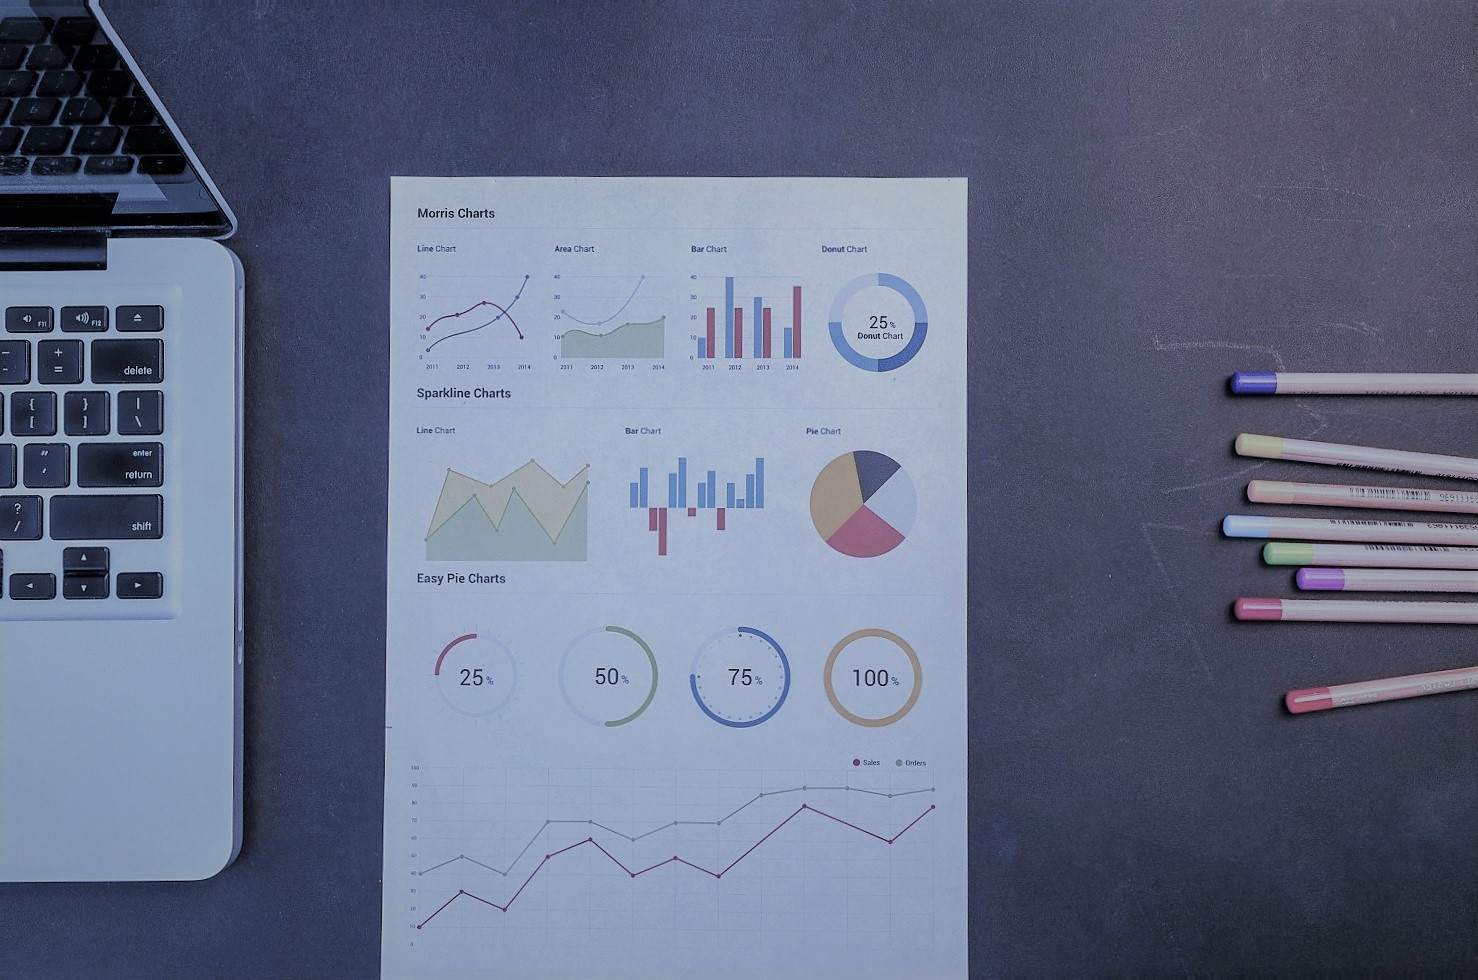 Morris Charts
Line Chart Area Chart Bar Chart Donut Chart
40 40 40
30 30 30
20 20 20
10 10 10
0 0 0
25%
Donut Chart
2011 2012 2013 2014 2011 2012 2013 2014 2011 2012 2013 2014
Sparkline Charts
Line Chart Bar Chart Pie Chart
Easy Pie Charts
25% 50% 75% 100%
Sales Orders
100
90
80
70
60
50
40
30
20
10
0
F11 F12
- + delete
=
{ } |
[ ] \
" enter
' return
? shift
/